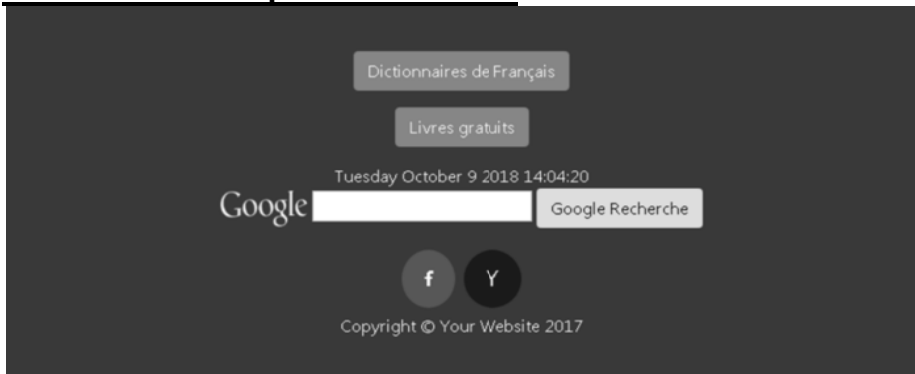 Dictionnaires de Français
Livres gratuits
Tuesday October 9 2018 14:04:20
Google Google Recherche
f Y
Copyright © Your Website 2017